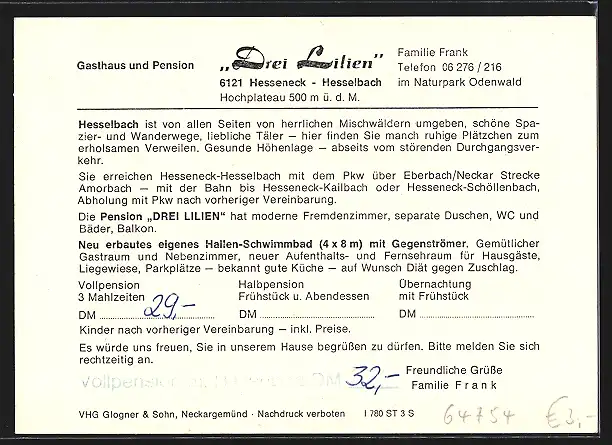 Gasthaus und Pension „Drei Lilien" Familie Frank
Telefon 06 276 / 216
6121 Hesseneck - Hesselbach im Naturpark Odenwald
Hochplateau 500 m ü. d. M.
Hesselbach ist von allen Seiten von herrlichen Mischwäldern umgeben, schöne Spa-
zier- und Wanderwege, liebliche Täler — hier finden Sie manch ruhige Plätzchen zum
erholsamen Verweilen. Gesunde Höhenlage — abseits vom störenden Durchgangsver-
kehr.
Sie erreichen Hesseneck-Hesselbach mit dem Pkw über Eberbach/Neckar Strecke
Amorbach — mit der Bahn bis Hesseneck-Kailbach oder Hesseneck-Schöllenbach,
Abholung mit Pkw nach vorheriger Vereinbarung.
Die Pension „DREI LILIEN" hat moderne Fremdenzimmer, separate Duschen, WC und
Bäder, Balkon.
Neu erbautes eigenes Hallen-Schwimmbad (4 x 8 m) mit Gegenströmer. Gemütlicher
Gastraum und Nebenzimmer, neuer Aufenthalts- und Fernsehraum für Hausgäste,
Liegewiese, Parkplätze — bekannt gute Küche — auf Wunsch Diät gegen Zuschlag.
Vollpension Halbpension Übernachtung
3 Mahlzeiten Frühstück u. Abendessen mit Frühstück
DM 29,- DM DM
Kinder nach vorheriger Vereinbarung — inkl. Preise.
Es würde uns freuen, Sie in unserem Hause begrüßen zu dürfen. Bitte melden Sie sich
rechtzeitig an.
Vollpension DM 32,- Freundliche Grüße
Familie Frank
VHG Glogner & Sohn, Neckargemünd · Nachdruck verboten I 780 ST 3 S 64754 €3,-